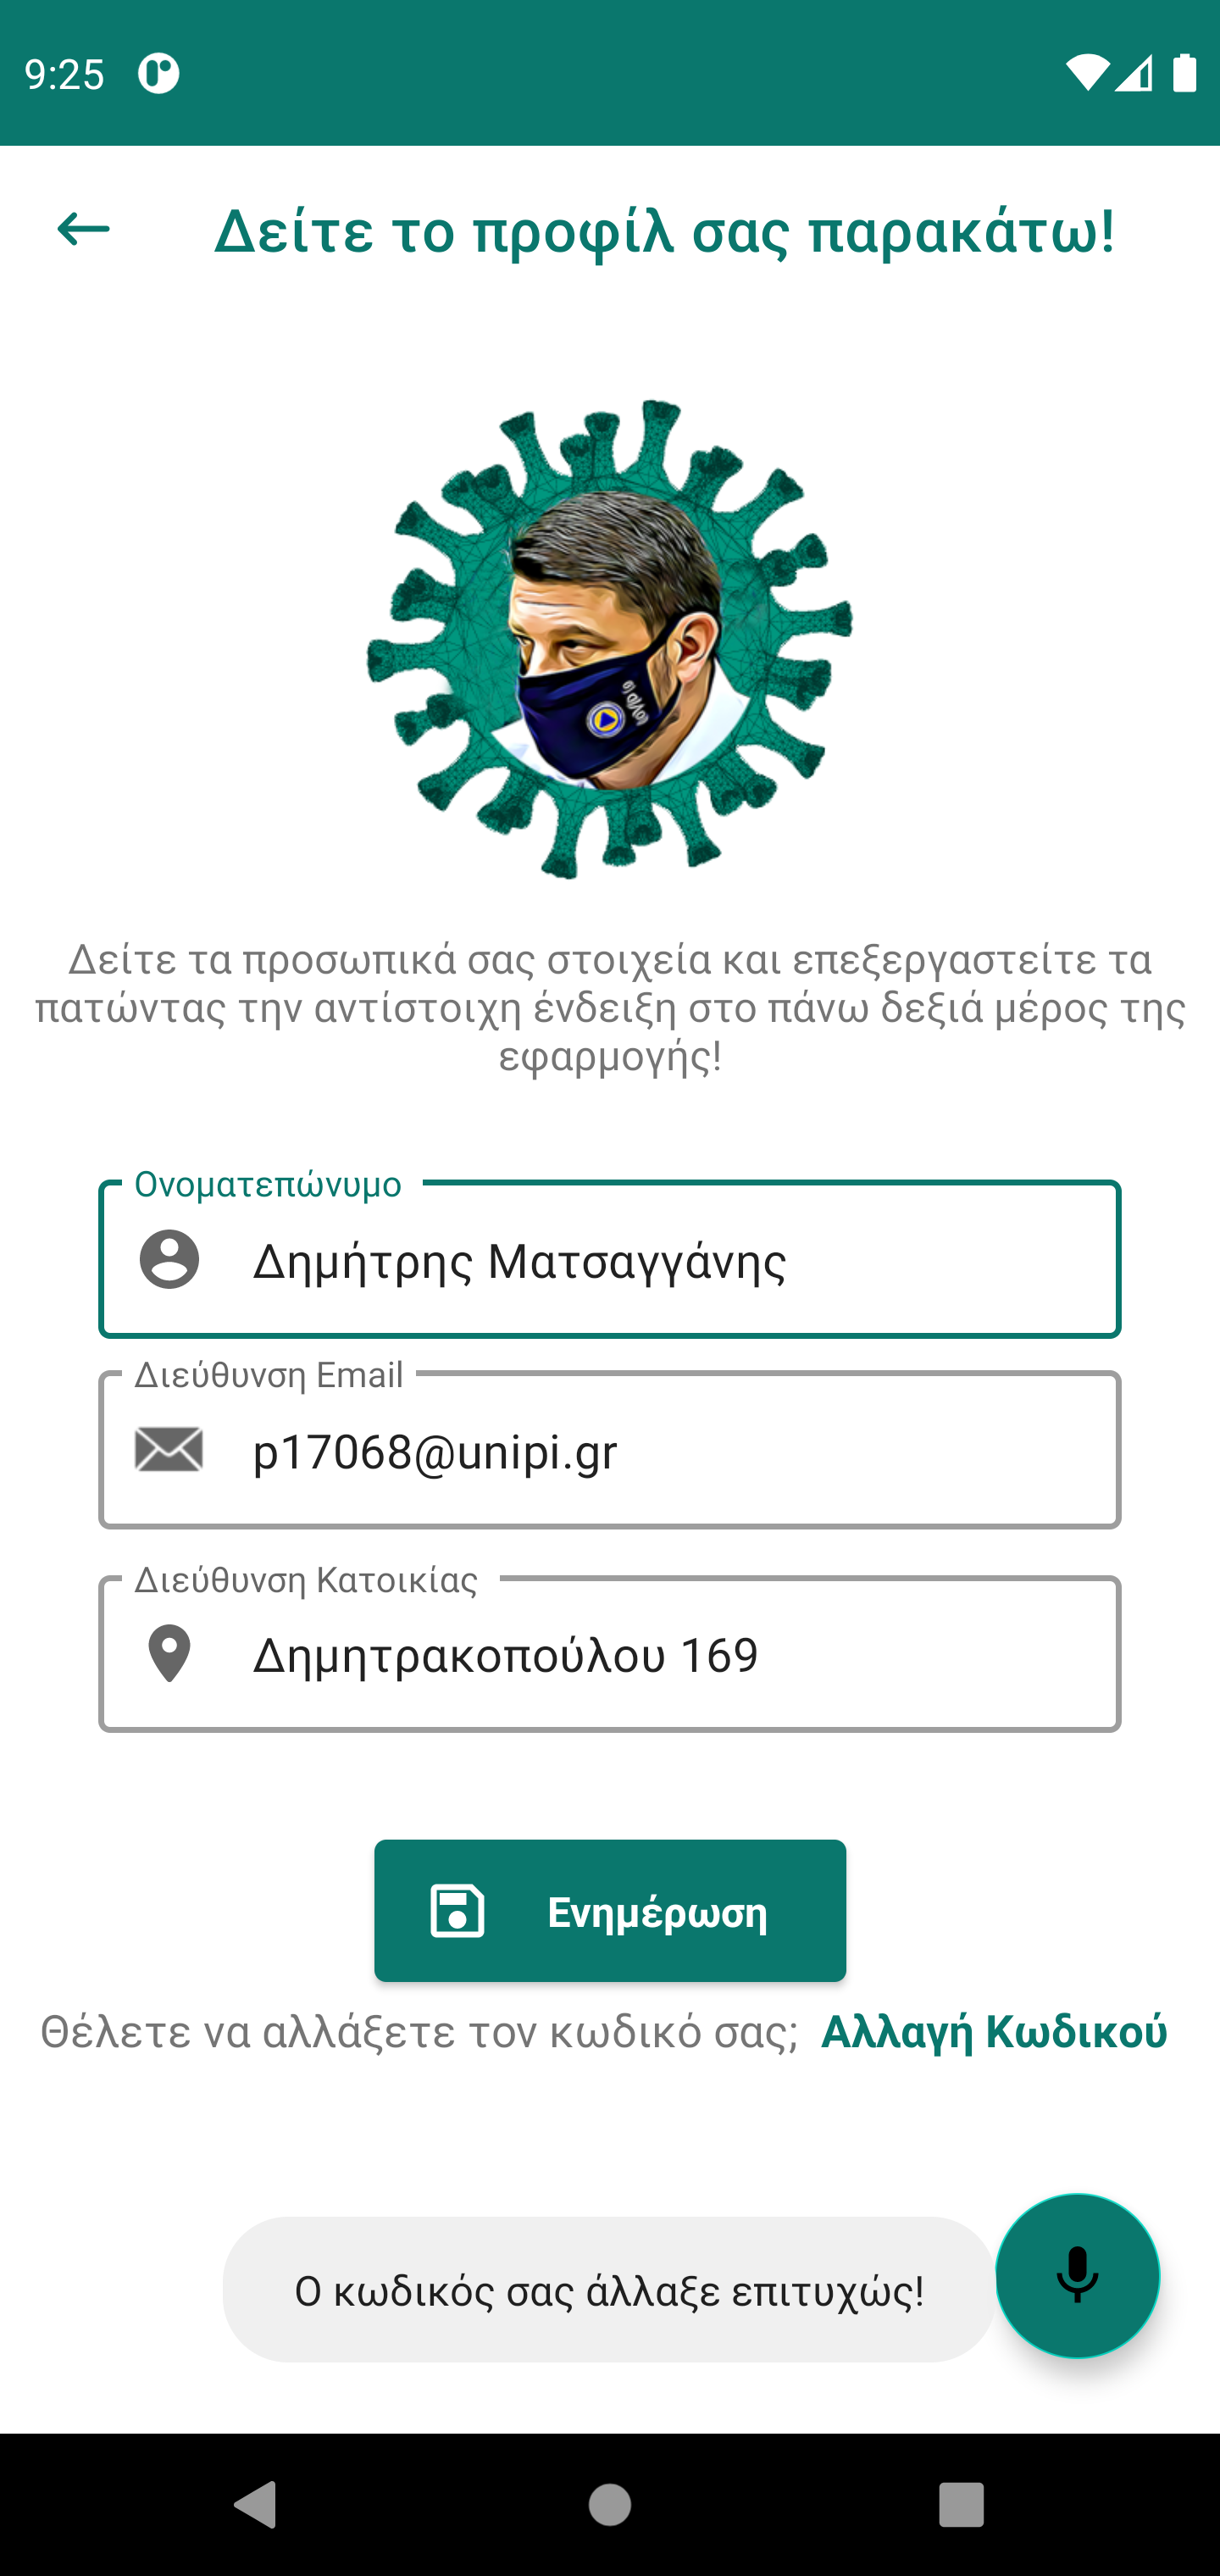 9:25
Δείτε το προφίλ σας παρακάτω!
Δείτε τα προσωπικά σας στοιχεία και επεξεργαστείτε τα
πατώντας την αντίστοιχη ένδειξη στο πάνω δεξιά μέρος της
εφαρμογής!
Ονοματεπώνυμο
Δημήτρης Ματσαγγάνης
Διεύθυνση Email
p17068@unipi.gr
Διεύθυνση Κατοικίας
Δημητρακοπούλου 169
Ενημέρωση
Θέλετε να αλλάξετε τον κωδικό σας; Αλλαγή Κωδικού
Ο κωδικός σας άλλαξε επιτυχώς!